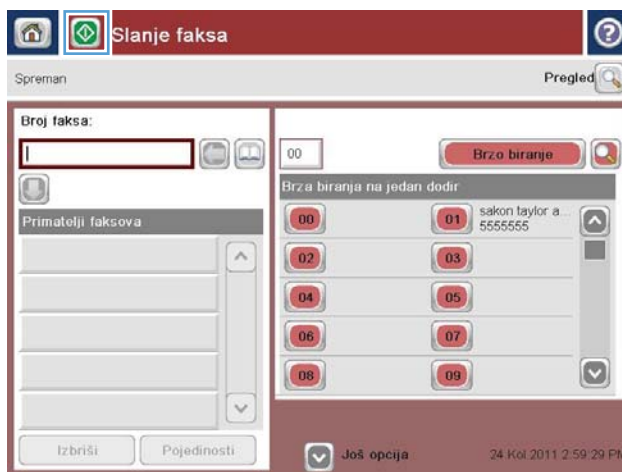 Slanje faksa
Spreman
Pregled
Broj faksa:
00
Brzo biranje
Brza biranja na jedan dodir
Primatelji faksova
00
01 sakon taylor a...
5555555
02
03
04
05
06
07
08
09
Izbriši
Pojedinosti
Još opcija
24 Kol 2011 2:59:29 PM